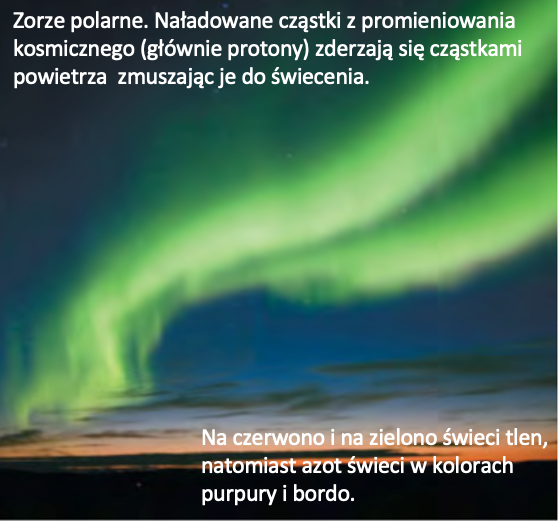 Zorze polarne. Naładowane cząstki z promieniowania
kosmicznego (głównie protony) zderzają się cząstkami
powietrza  zmuszając je do świecenia.
Na czerwono i na zielono świeci tlen,
natomiast azot świeci w kolorach
purpury i bordo.